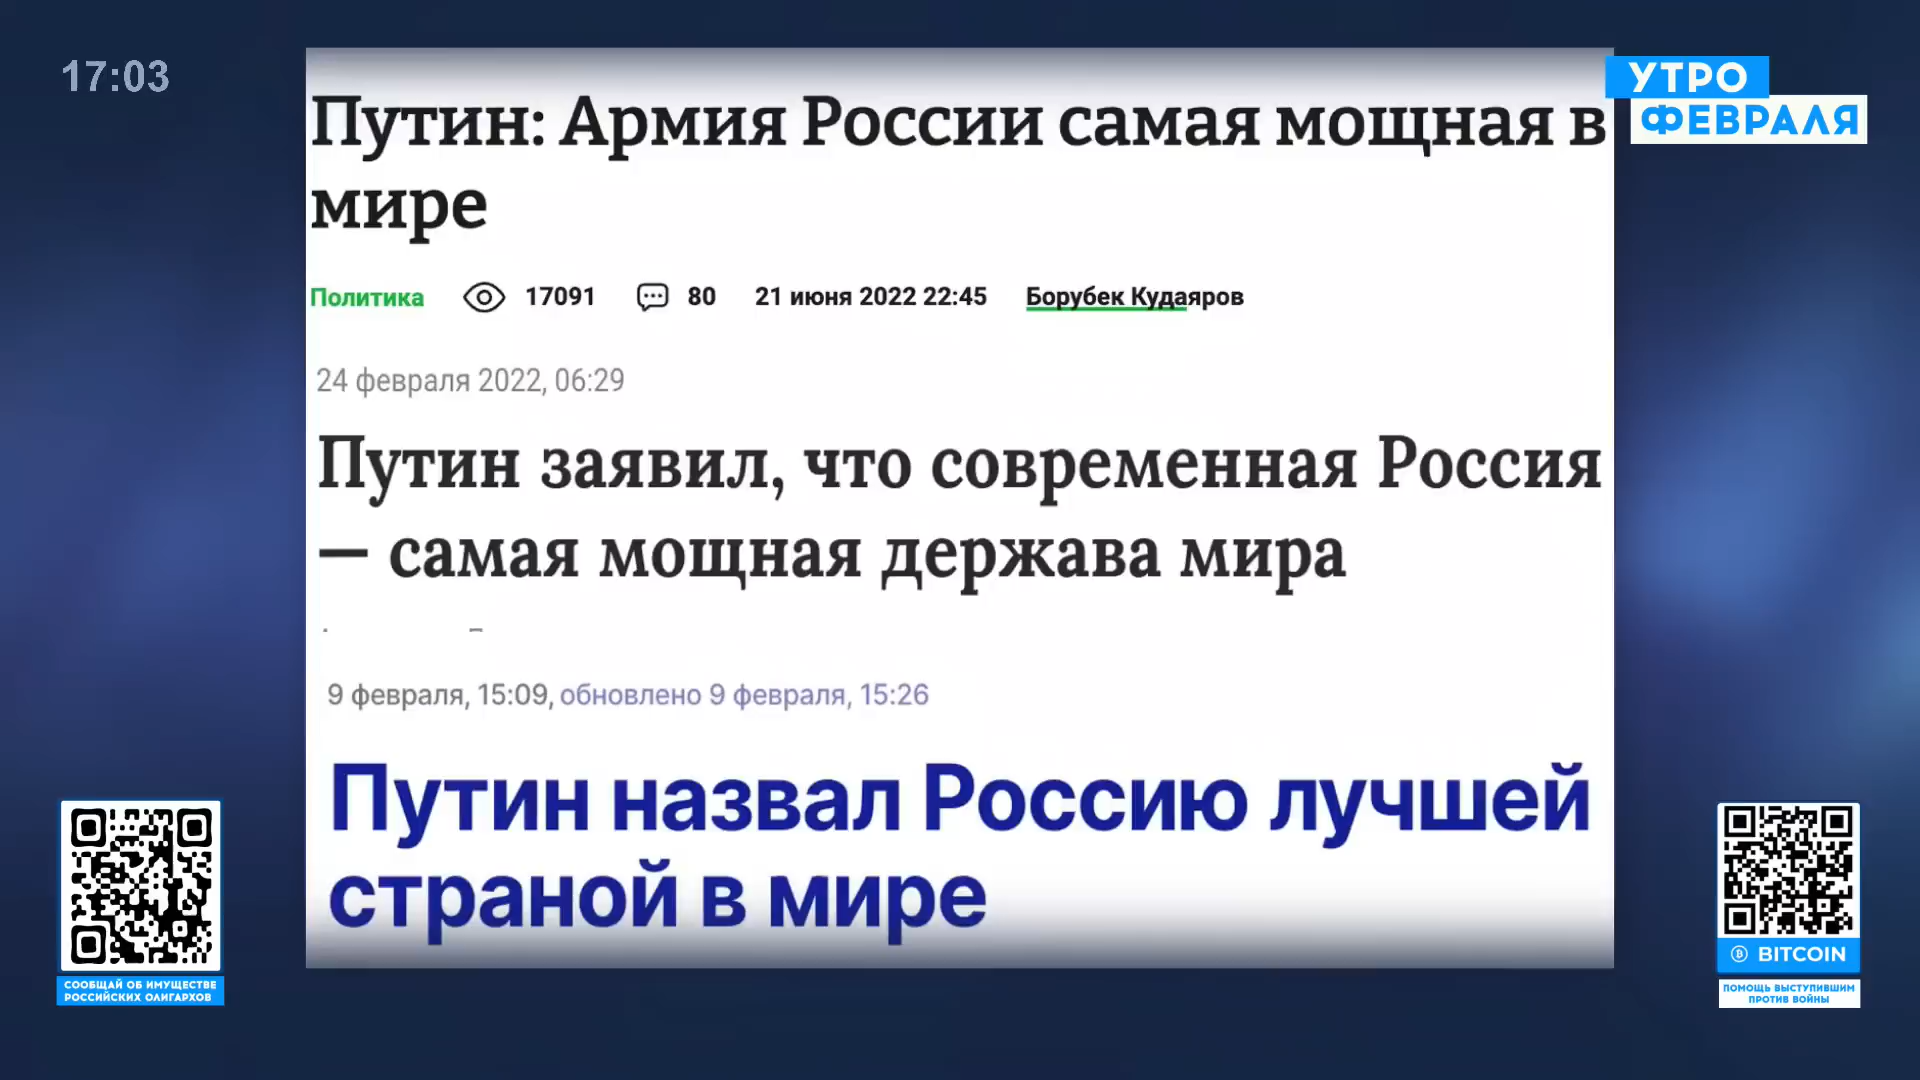 17:03
УТРО
ФЕВРАЛЯ
Путин: Армия России самая мощная в
мире
Политика 17091 80 21 июня 2022 22:45 Борубек Кудаяров
24 февраля 2022, 06:29
Путин заявил, что современная Россия
— самая мощная держава мира
9 февраля, 15:09, обновлено 9 февраля, 15:26
Путин назвал Россию лучшей
страной в мире
СООБЩАЙ ОБ ИМУЩЕСТВЕ
РОССИЙСКИХ ОЛИГАРХОВ
BITCOIN
ПОМОЩЬ ВЫСТУПИВШИМ
ПРОТИВ ВОЙНЫ